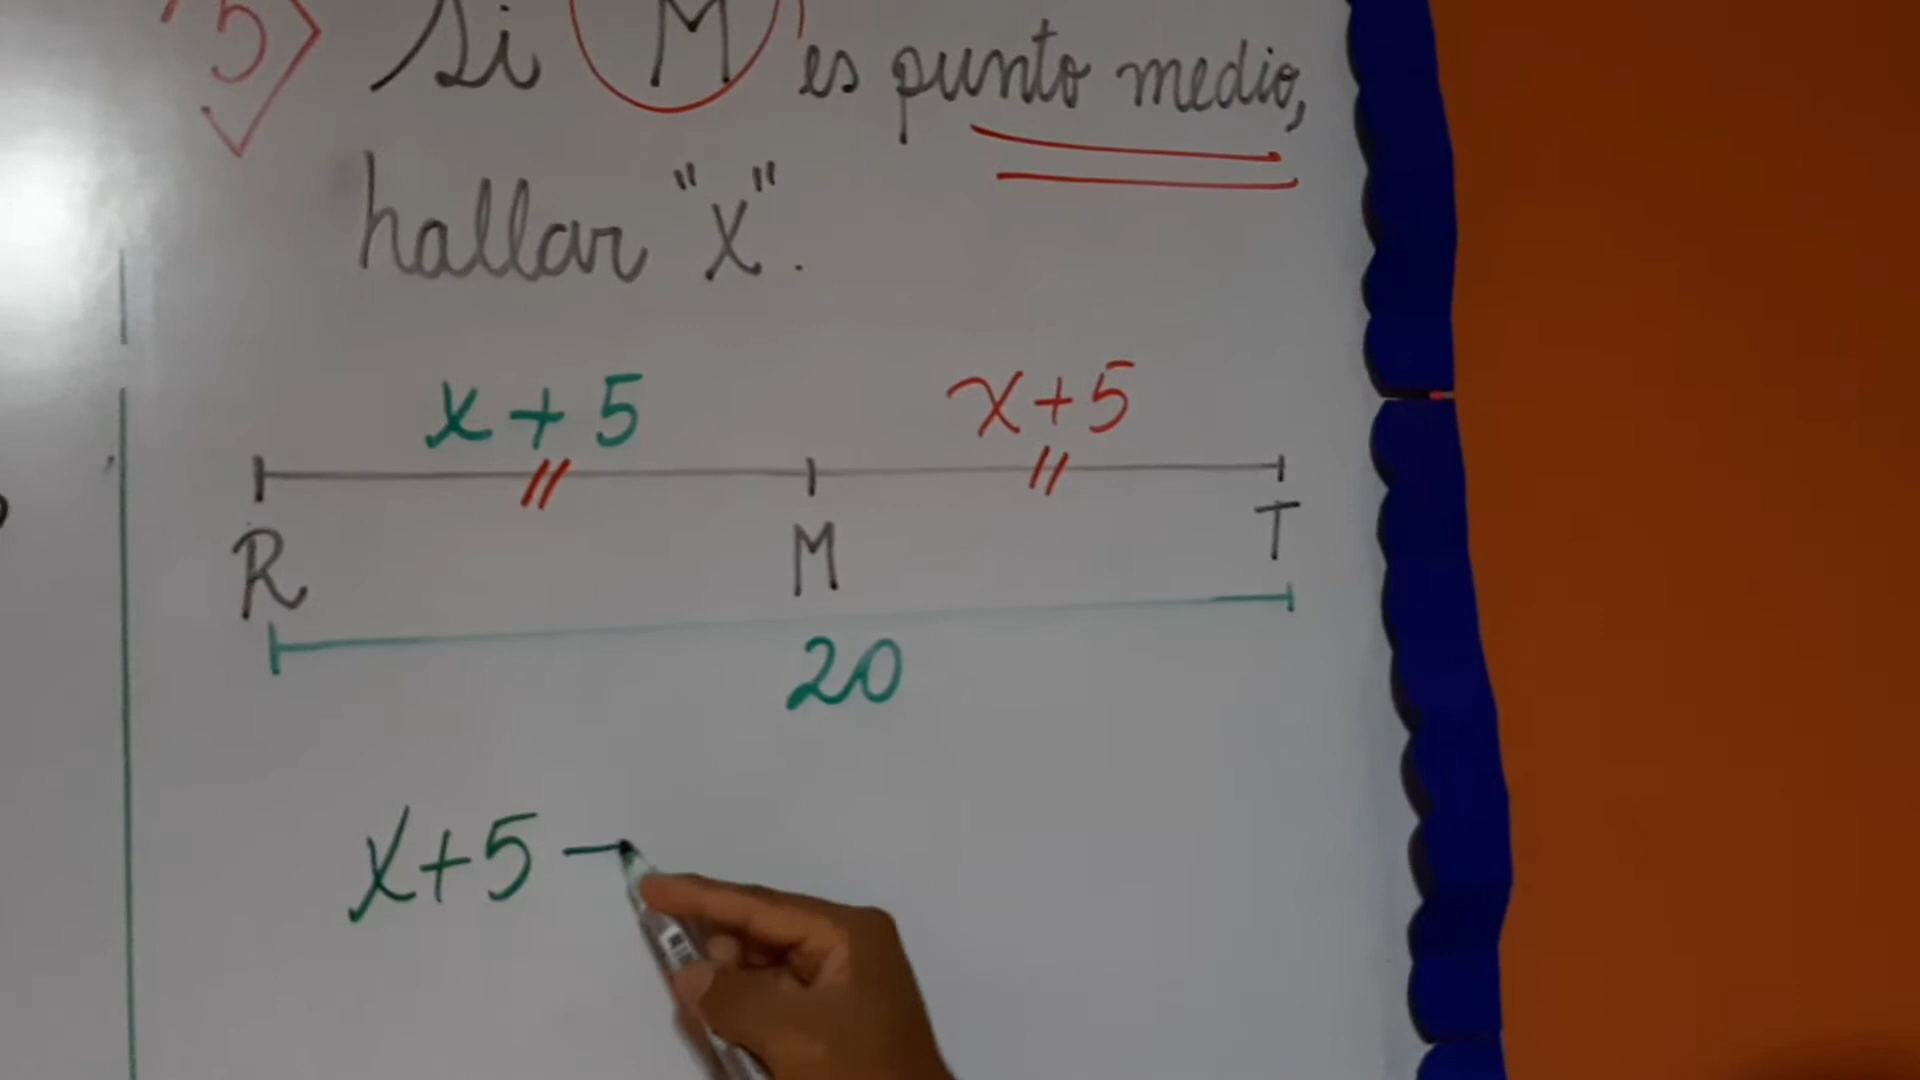 5
Si M es punto medio,
hallar "x".
x + 5 x + 5
R M T
20
x+5 –